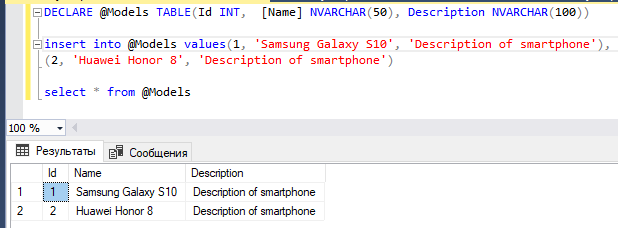 DECLARE @Models TABLE(Id INT,  [Name] NVARCHAR(50), Description NVARCHAR(100))
insert into @Models values(1, 'Samsung Galaxy S10', 'Description of smartphone'),
(2, 'Huawei Honor 8', 'Description of smartphone')
select * from @Models
100 %
Результаты Сообщения
Id Name Description
1 1 Samsung Galaxy S10 Description of smartphone
2 2 Huawei Honor 8 Description of smartphone